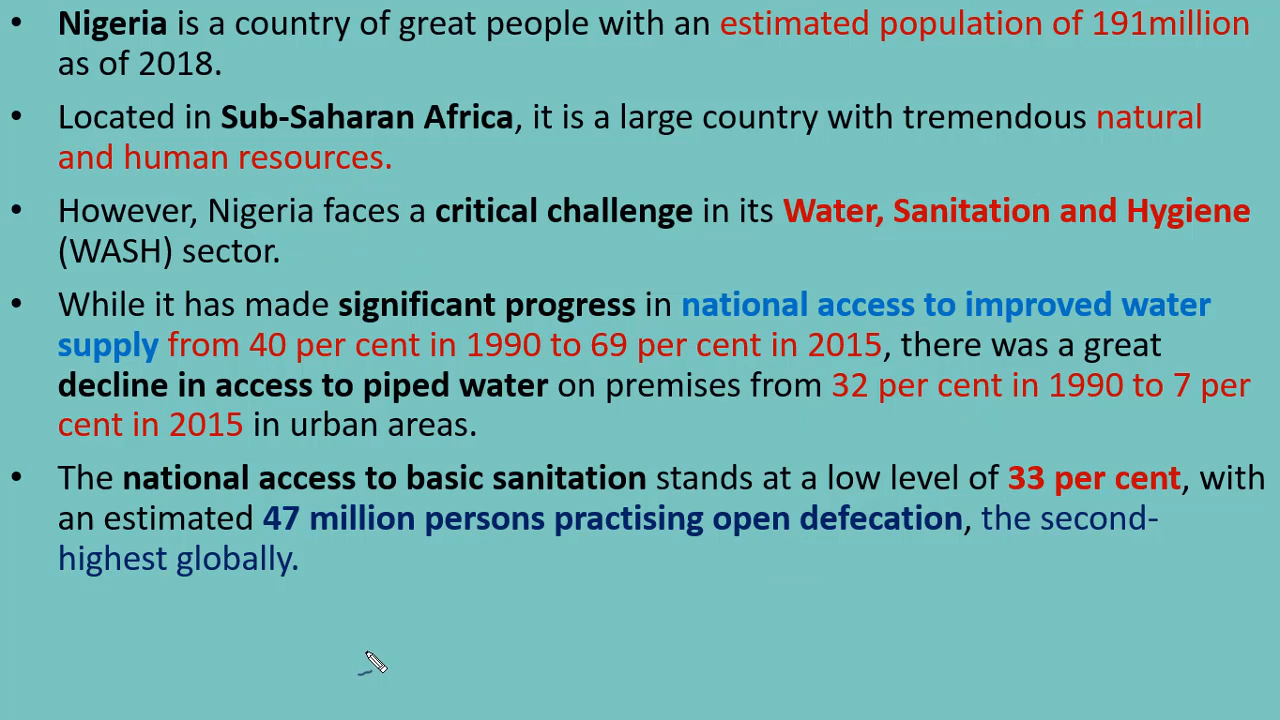 • Nigeria is a country of great people with an estimated population of 191million
as of 2018.
• Located in Sub-Saharan Africa, it is a large country with tremendous natural
and human resources.
• However, Nigeria faces a critical challenge in its Water, Sanitation and Hygiene
(WASH) sector.
• While it has made significant progress in national access to improved water
supply from 40 per cent in 1990 to 69 per cent in 2015, there was a great
decline in access to piped water on premises from 32 per cent in 1990 to 7 per
cent in 2015 in urban areas.
• The national access to basic sanitation stands at a low level of 33 per cent, with
an estimated 47 million persons practising open defecation, the second-
highest globally.